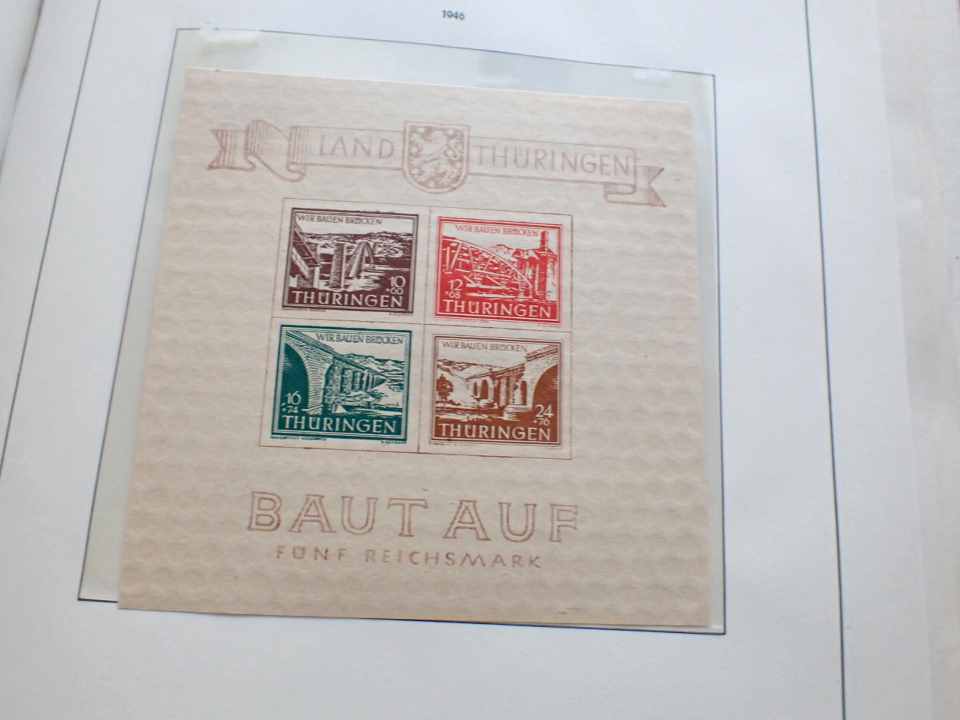 1946
LAND THÜRINGEN
WIR BAUEN BRÜCKEN
10
+60
THÜRINGEN
WIR BAUEN BRÜCKEN
12
+68
THÜRINGEN
WIR BAUEN BRÜCKEN
16
+74
THÜRINGEN
WIR BAUEN BRÜCKEN
24
+76
THÜRINGEN
BAUT AUF
FÜNF REICHSMARK